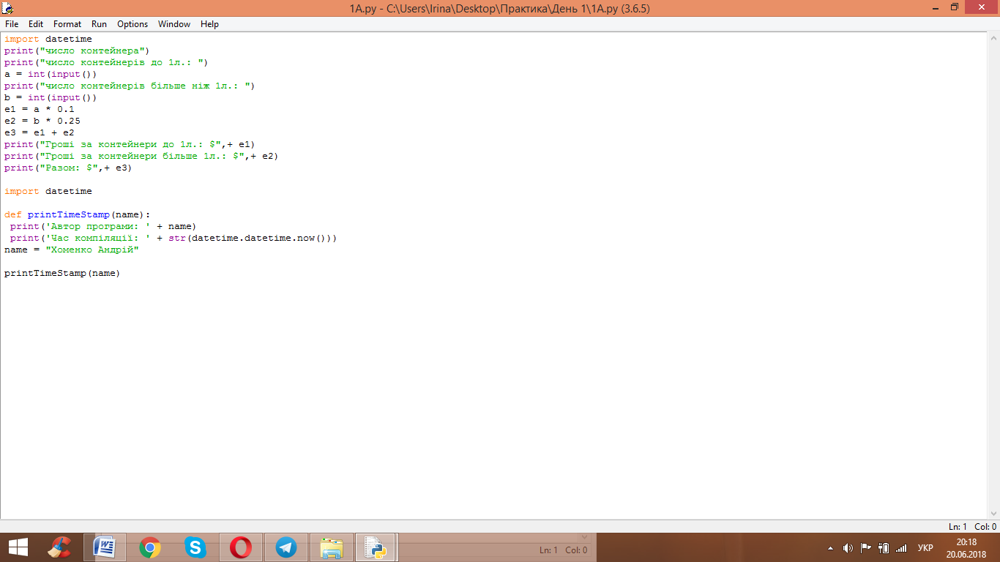 1A.py - C:\Users\Irina\Desktop\Практика\День 1\1A.py (3.6.5)
File Edit Format Run Options Window Help
import datetime
print("число контейнера")
print("число контейнерів до 1л.: ")
a = int(input())
print("число контейнерів більше ніж 1л.: ")
b = int(input())
e1 = a * 0.1
e2 = b * 0.25
e3 = e1 + e2
print("Гроші за контейнери до 1л.: $",+ e1)
print("Гроші за контейнери більше 1л.: $",+ e2)
print("Разом: $",+ e3)
import datetime
def printTimeStamp(name):
print('Автор програми: ' + name)
print('Час компіляції: ' + str(datetime.datetime.now()))
name = "Хоменко Андрій"
printTimeStamp(name)
Ln: 1 Col: 0
Ln: 1 Col: 0
УКР
20:18
20.06.2018